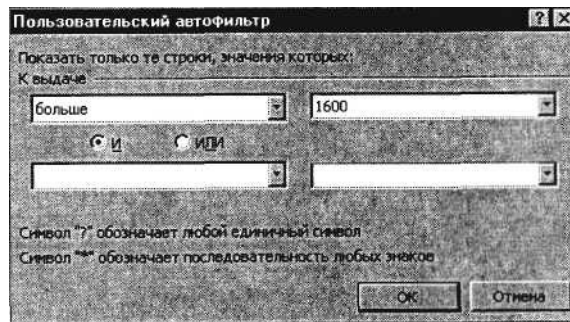 Пользовательский автофильтр
Показать только те строки, значения которых:
К выдаче
больше 1600
И ИЛИ
Символ "?" обозначает любой единичный символ
Символ "*" обозначает последовательность любых знаков
OK Отмена